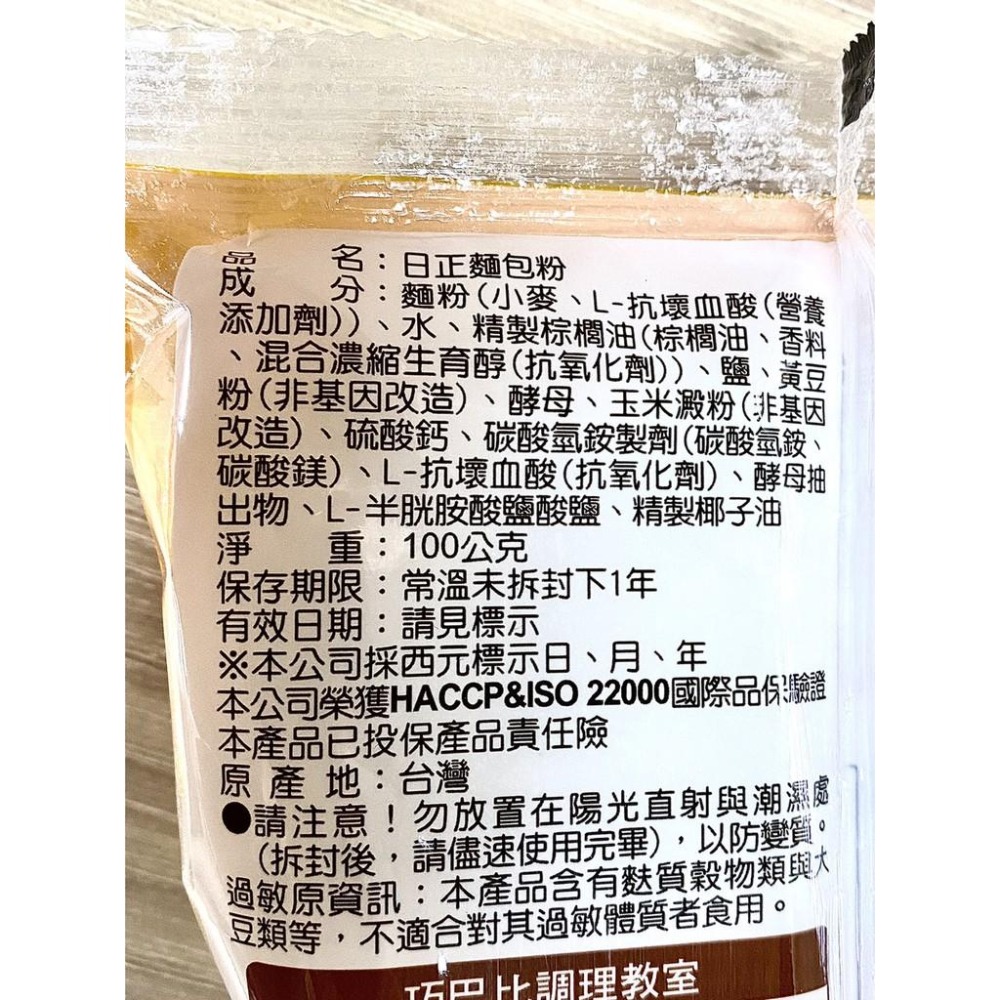 品　　名：日正麵包粉
成　　分：麵粉(小麥、L-抗壞血酸(營養
添加劑))、水、精製棕櫚油(棕櫚油、香料
、混合濃縮生育醇(抗氧化劑))、鹽、黃豆
粉(非基因改造)、酵母、玉米澱粉(非基因
改造)、硫酸鈣、碳酸氫銨製劑(碳酸氫銨、
碳酸鎂)、L-抗壞血酸(抗氧化劑)、酵母抽
出物、L-半胱胺酸鹽酸鹽、精製椰子油
淨　　重：100公克
保存期限：常溫未拆封下1年
有效日期：請見標示
※本公司採西元標示日、月、年
本公司榮獲HACCP&ISO 22000國際品保驗證
本產品已投保產品責任險
原 產 地：台灣
●請注意！勿放置在陽光直射與潮濕處
(拆封後，請儘速使用完畢)，以防變質。
過敏原資訊：本產品含有麩質穀物類與大
豆類等，不適合對其過敏體質者食用。
巧巴比調理教室